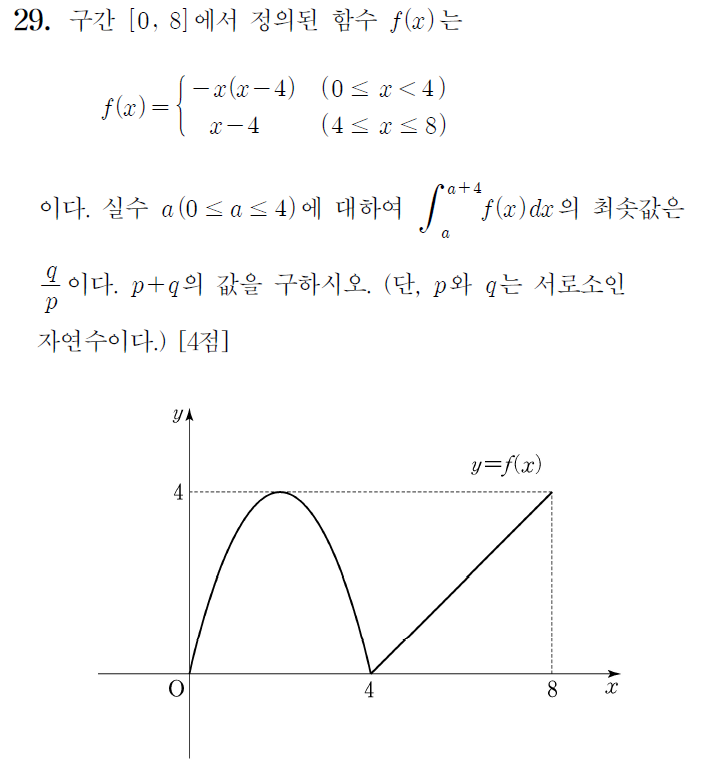 29. 구간 [0, 8]에서 정의된 함수 f(x)는
f(x)= { -x(x-4) (0 ≤ x < 4)
x-4 (4 ≤ x ≤ 8)
이다. 실수 a(0 ≤ a ≤ 4)에 대하여 ∫_a^{a+4} f(x)dx의 최솟값은
q/p 이다. p+q의 값을 구하시오. (단, p와 q는 서로소인
자연수이다.) [4점]
y
y=f(x)
4
O 4 8 x